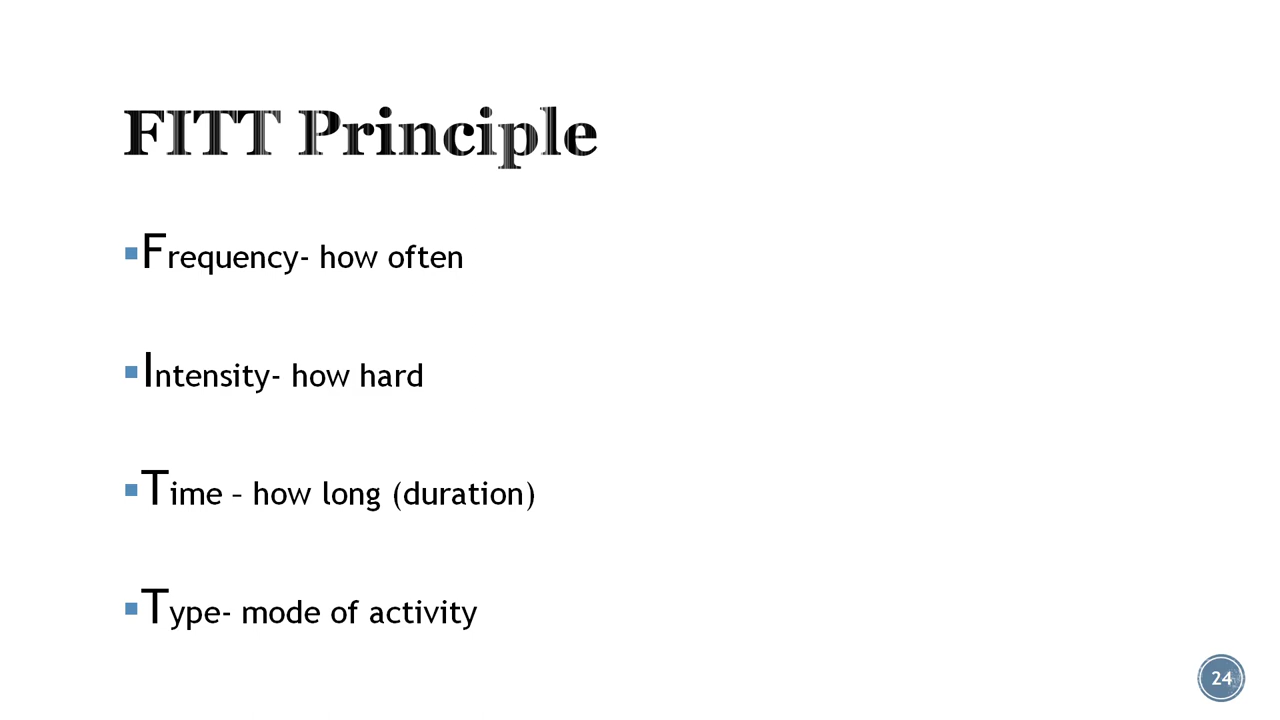 FITT Principle
▪Frequency- how often
▪Intensity- how hard
▪Time – how long (duration)
▪Type- mode of activity
24